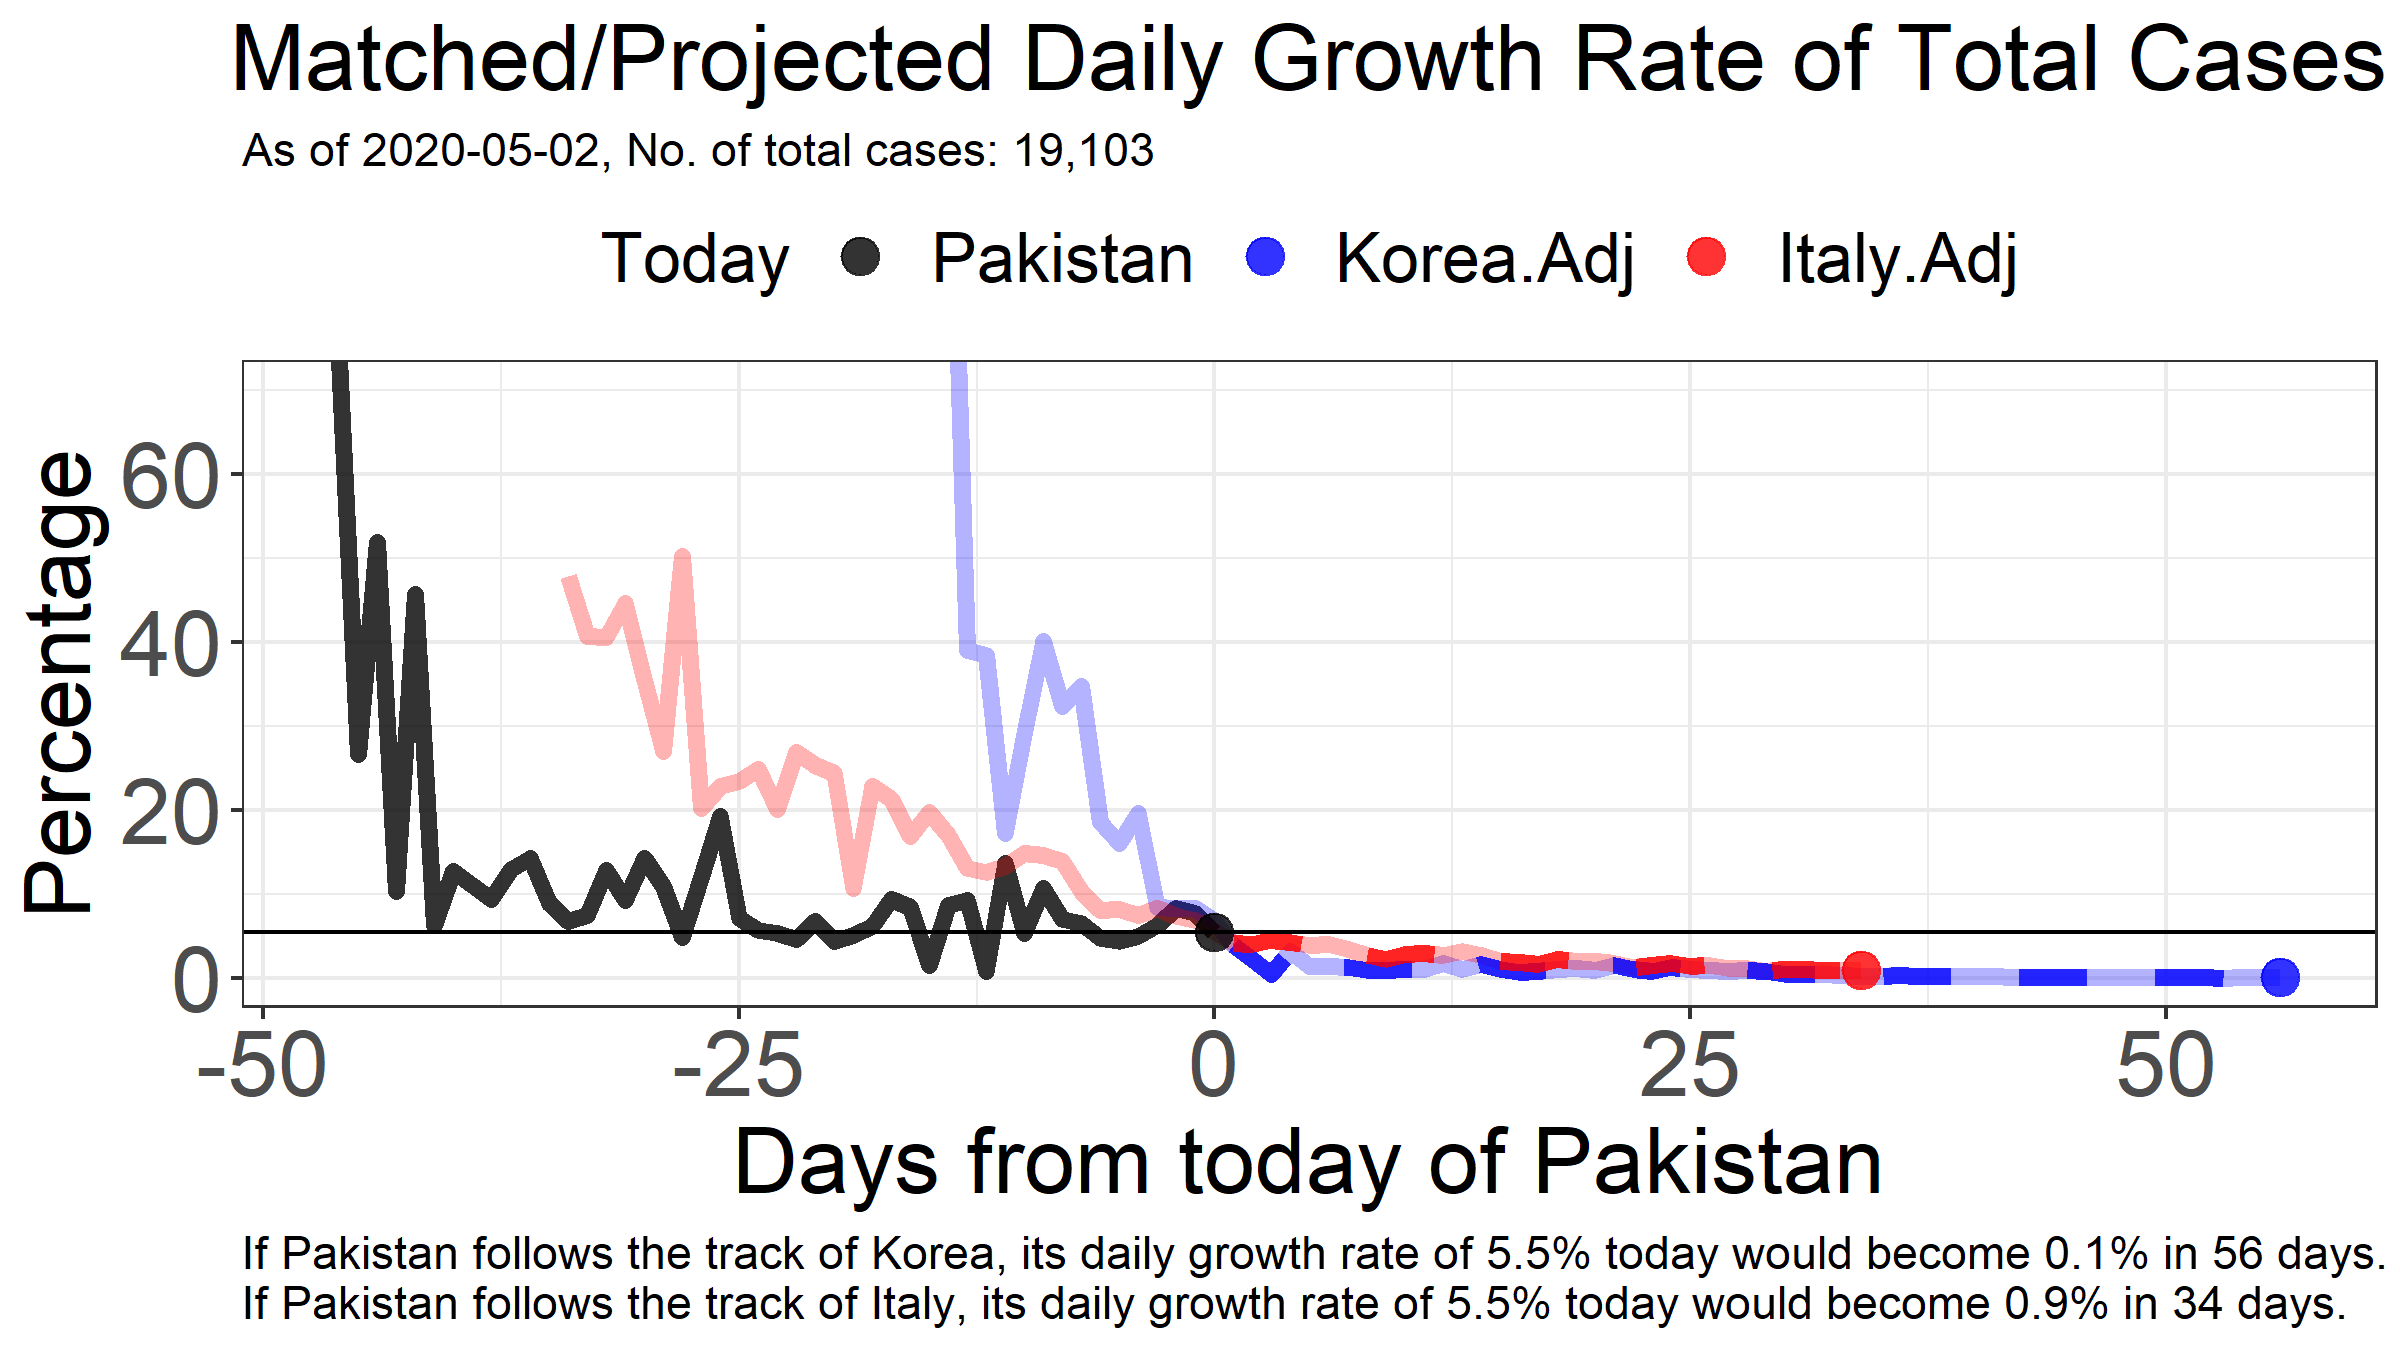 Matched/Projected Daily Growth Rate of Total Cases
As of 2020-05-02, No. of total cases: 19,103
Today Pakistan Korea.Adj Italy.Adj
Percentage
60
40
20
0
-50 -25 0 25 50
Days from today of Pakistan
If Pakistan follows the track of Korea, its daily growth rate of 5.5% today would become 0.1% in 56 days.
If Pakistan follows the track of Italy, its daily growth rate of 5.5% today would become 0.9% in 34 days.